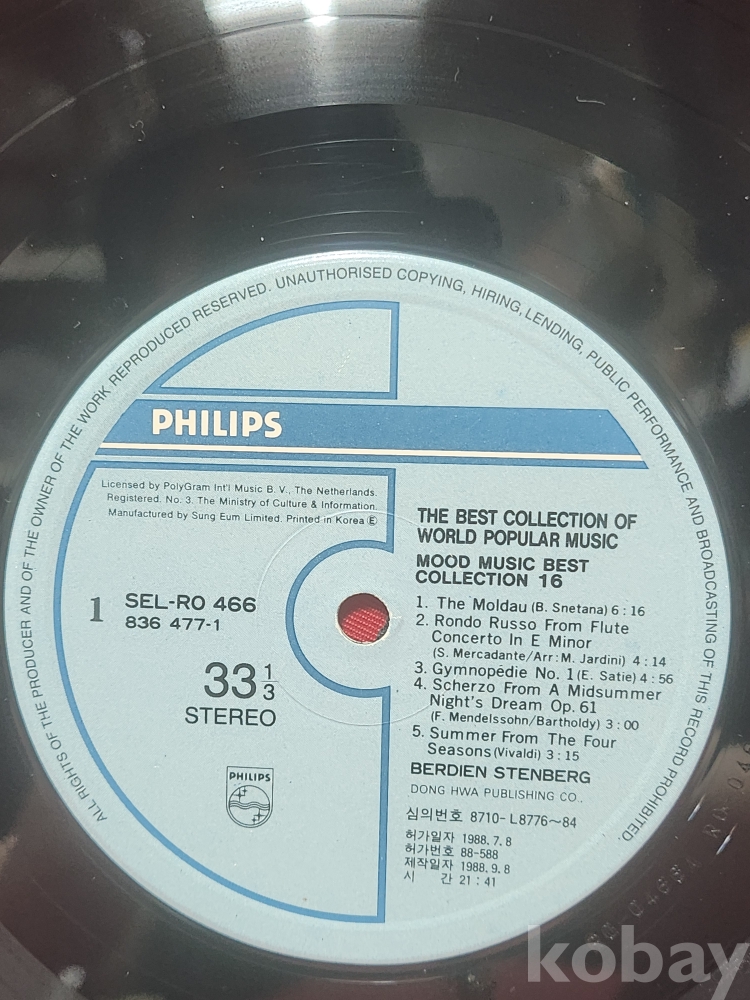 ALL RIGHTS OF THE PRODUCER AND OF THE OWNER OF THE WORK REPRODUCED RESERVED. UNAUTHORISED COPYING, HIRING, LENDING, PUBLIC PERFORMANCE AND BROADCASTING OF THIS RECORD PROHIBITED.
PHILIPS
Licensed by PolyGram Int'l Music B. V., The Netherlands.
Registered. No. 3. The Ministry of Culture & Information.
Manufactured by Sung Eum Limited. Printed in Korea Ⓔ
1
SEL-RO 466
836 477-1
33 1/3
STEREO
PHILIPS
THE BEST COLLECTION OF
WORLD POPULAR MUSIC
MOOD MUSIC BEST
COLLECTION 16
1. The Moldau (B. Snetana) 6 : 16
2. Rondo Russo From Flute
Concerto In E Minor
(S. Mercadante/Arr: M. Jardini) 4 : 14
3. Gymnopédie No. 1 (E. Satie) 4 : 56
4. Scherzo From A Midsummer
Night's Dream Op. 61
(F. Mendelssohn/Bartholdy) 3 : 00
5. Summer From The Four
Seasons (Vivaldi) 3 : 15
BERDIEN STENBERG
DONG HWA PUBLISHING CO.,
심의번호 8710-L8776~84
허가일자 1988. 7. 8
허가번호 88-588
제작일자 1988. 9. 8
시 간 21 : 41
kobay